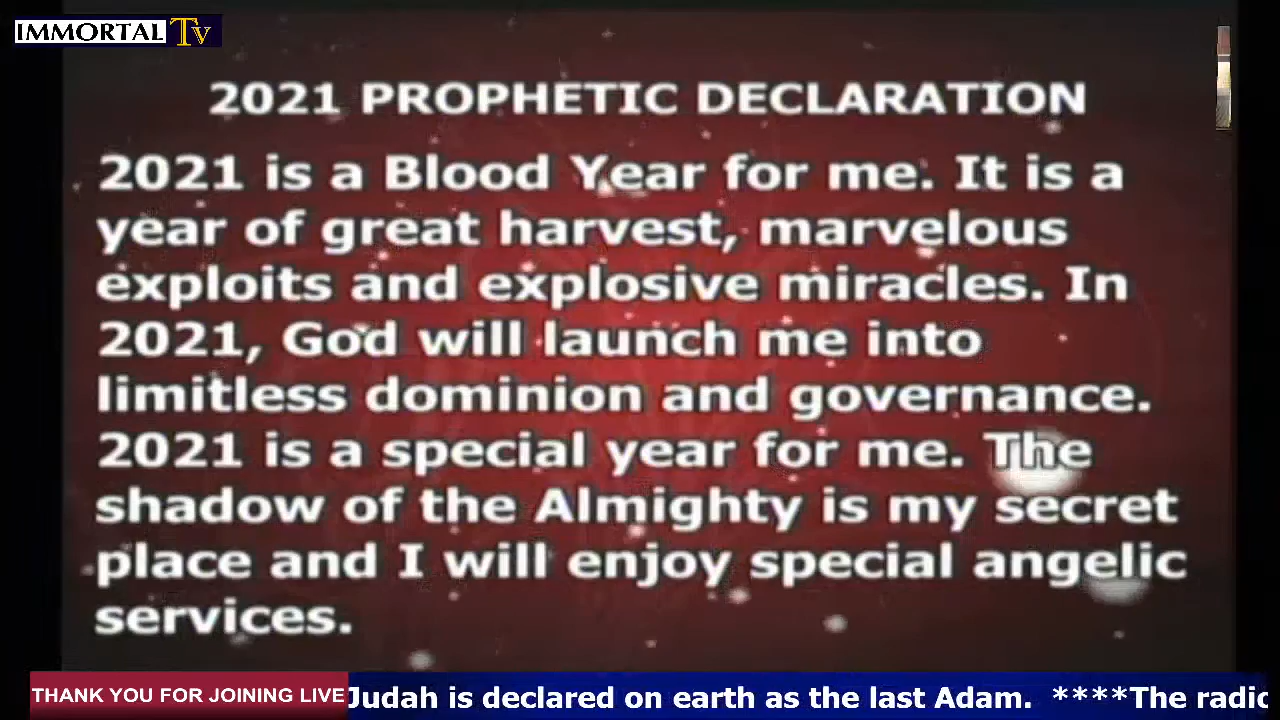 IMMORTAL Tv
2021 PROPHETIC DECLARATION
2021 is a Blood Year for me. It is a
year of great harvest, marvelous
exploits and explosive miracles. In
2021, God will launch me into
limitless dominion and governance.
2021 is a special year for me. The
shadow of the Almighty is my secret
place and I will enjoy special angelic
services.
THANK YOU FOR JOINING LIVE
Judah is declared on earth as the last Adam. ****The